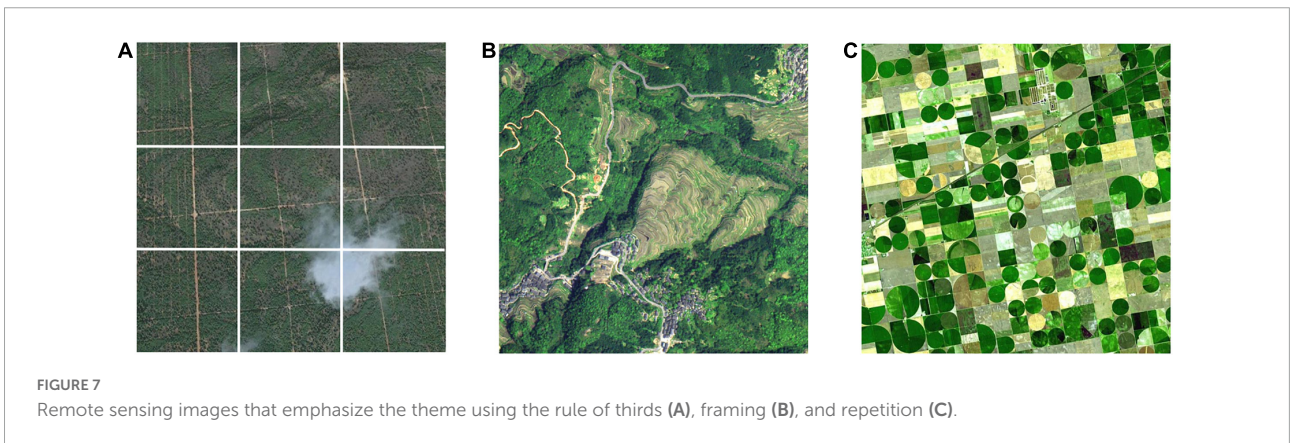 A B C
FIGURE 7
Remote sensing images that emphasize the theme using the rule of thirds (A), framing (B), and repetition (C).